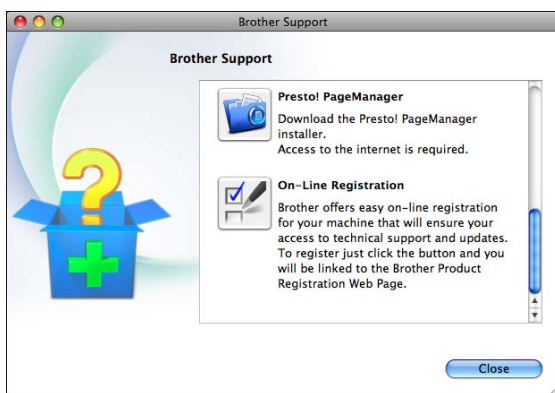 Brother Support
Brother Support
Presto! PageManager
Download the Presto! PageManager
installer.
Access to the internet is required.
On-Line Registration
Brother offers easy on-line registration
for your machine that will ensure your
access to technical support and updates.
To register just click the button and you
will be linked to the Brother Product
Registration Web Page.
Close